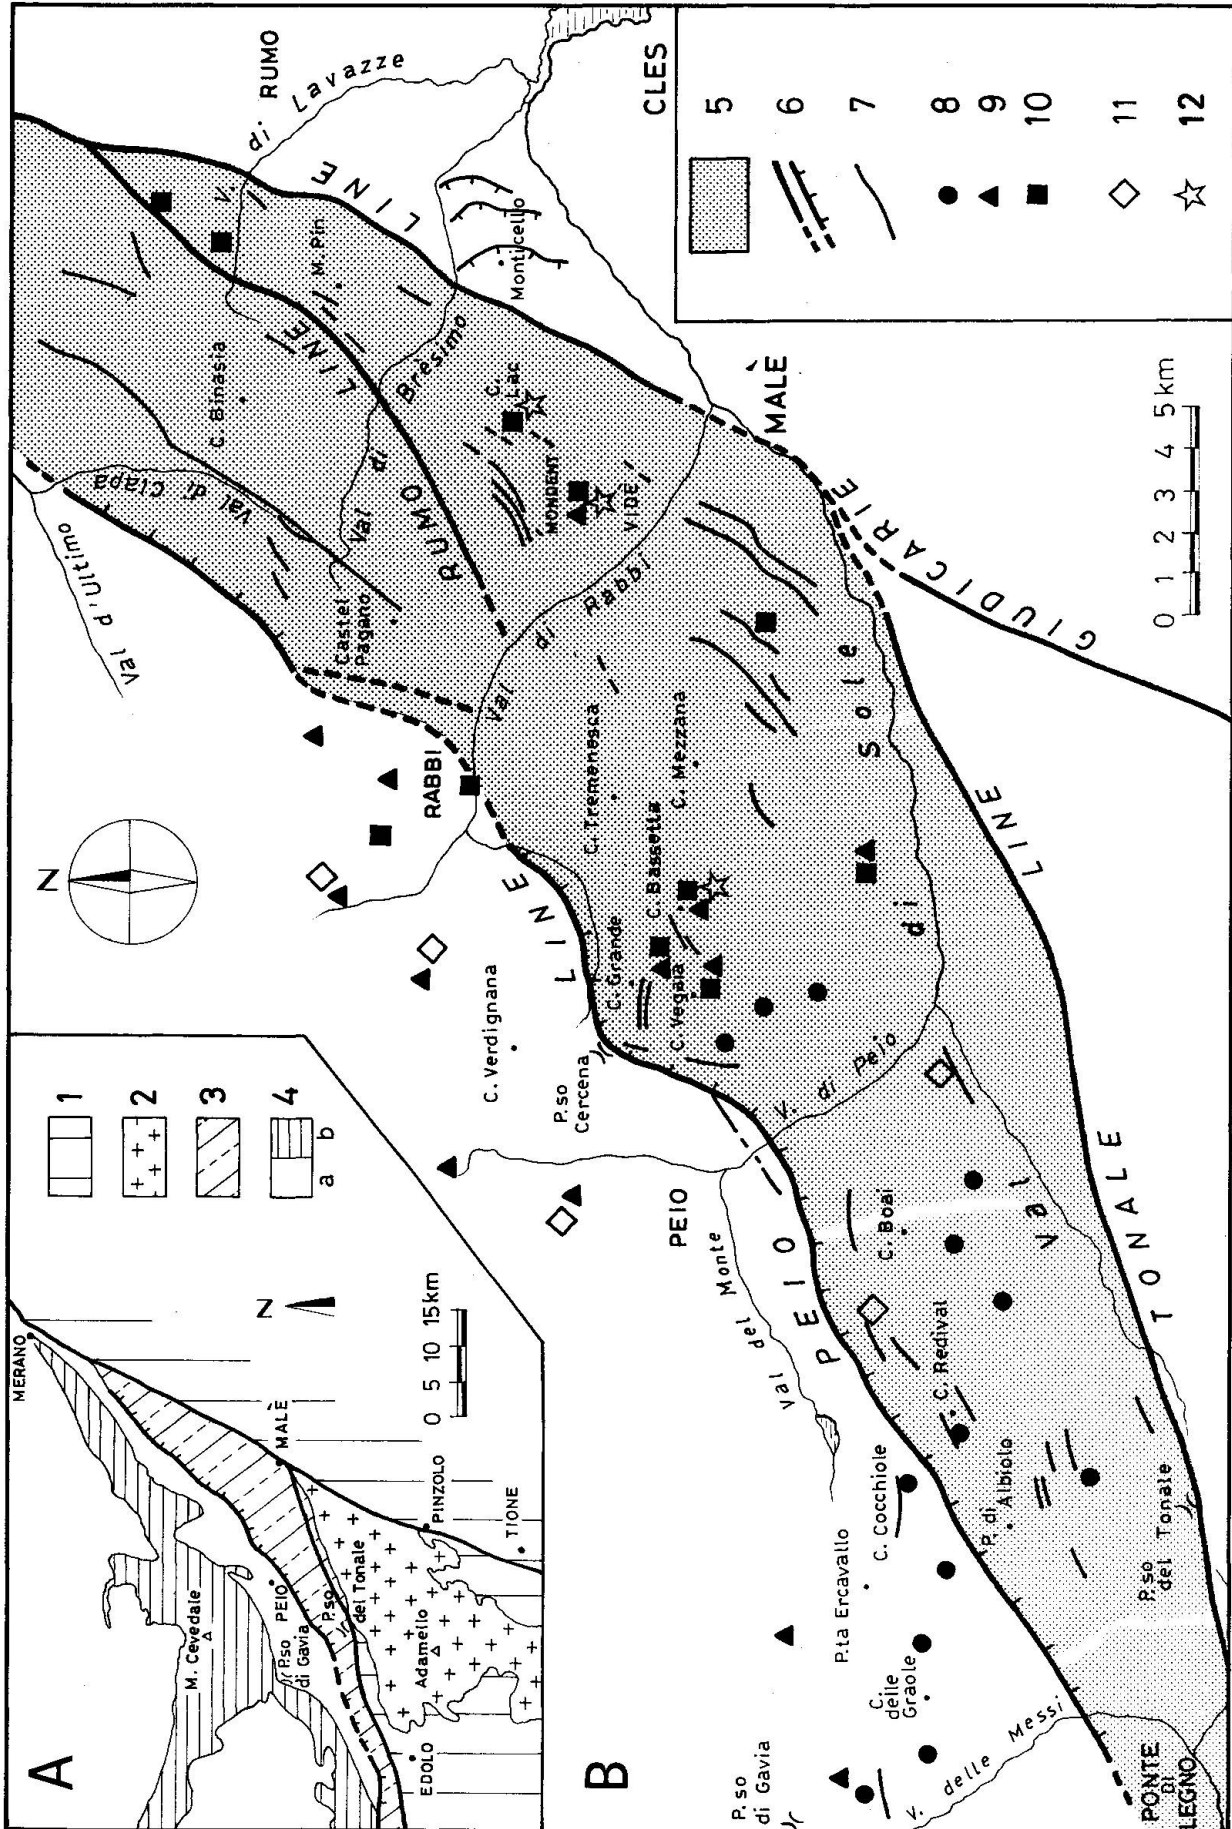 A
MERANO
M. Cevedale
MALÈ
PEIO
P.so
di Gavia
P.so
del Tonale
Adamello
PINZOLO
EDOLO
TIONE
N
0 5 10 15km
1
2
3
4
a b
B
N
RUMO
V. di Lavazze
CLES
Val d'Ultimo
Val di Ciapa
C. Binasia
M. Pin
RUMO LINE
LINE
Val di Brèsimo
Monticello
Castel
Pagano
C.
Lac
MONDENT
VIDE
Val di Rabbi
MALÈ
RABBI
C. Tremenesca
C. Mezzana
C. Bassetta
C. Grande
C. Vegaia
C. Verdignana
P.so
Cercena
V. di Peio
PEIO
Val del Monte
PEIO LINE
Val di Sole
C. Boai
C. Redival
C. Cocchiole
P. di
Albiolo
P.ta Ercavallo
C.
delle
Graole
P.so
di Gavia
V. delle Messi
P.so
del Tonale
PONTE
DI
LEGNO
TONALE LINE
GIUDICARIE
0 1 2 3 4 5 km
5
6
7
8
9
10
11
12